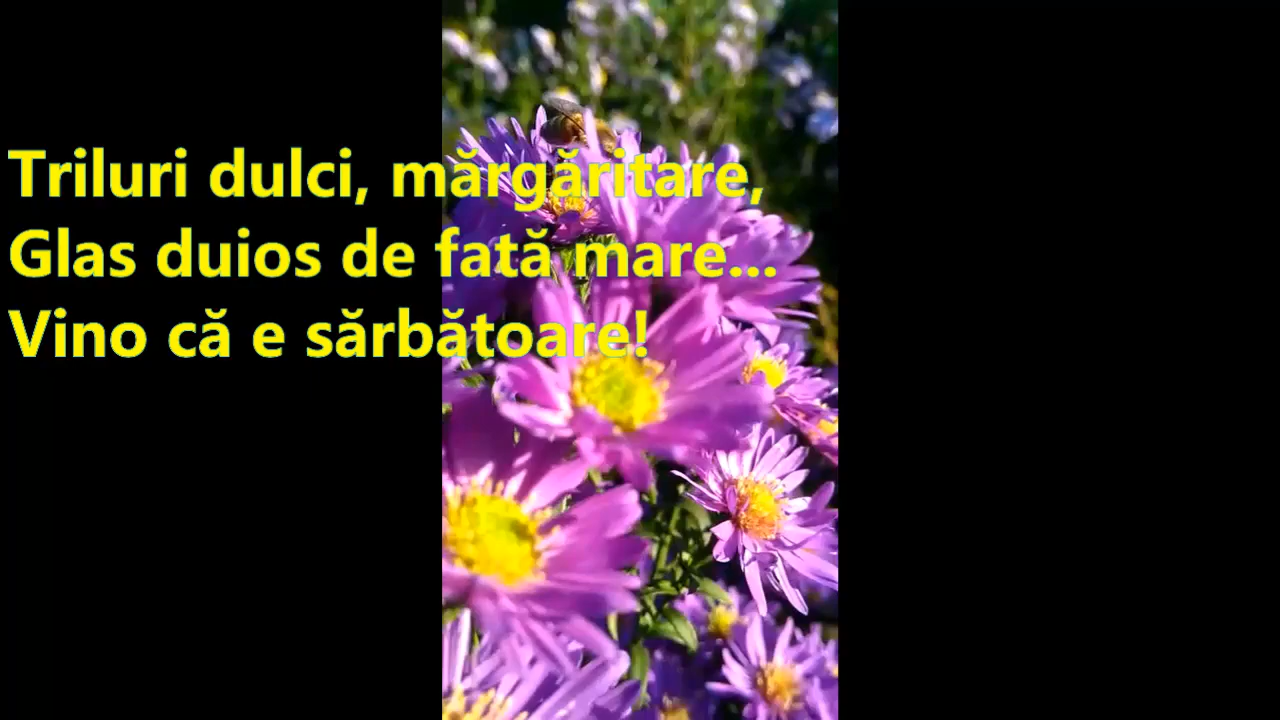 Triluri dulci, mărgăritare,
Glas duios de fată mare...
Vino că e sărbătoare!